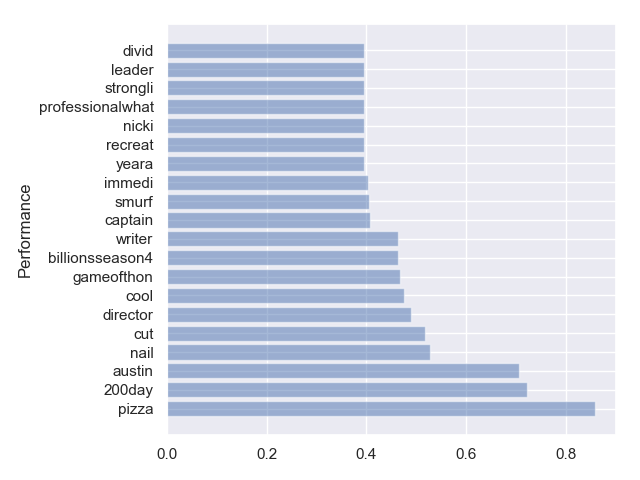 divid
leader
strongli
professionalwhat
nicki
recreat
yeara
immedi
smurf
captain
writer
billionsseason4
gameofthon
cool
director
cut
nail
austin
200day
pizza
Performance
0.0 0.2 0.4 0.6 0.8